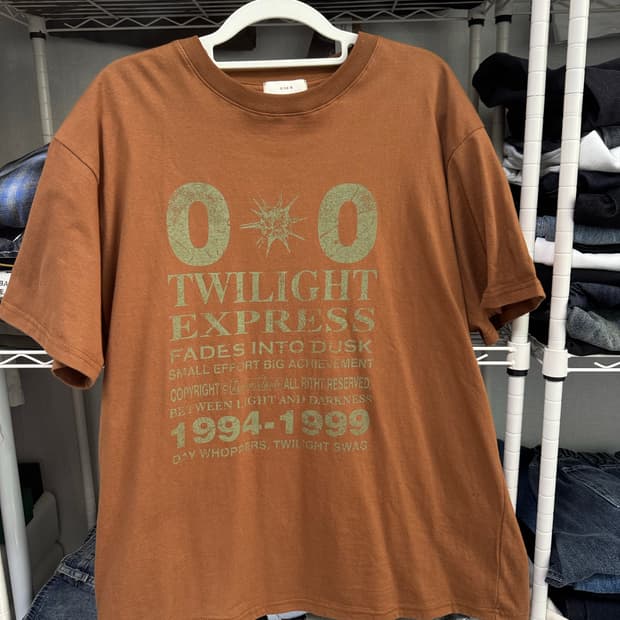 0 0
TWILIGHT
EXPRESS
FADES INTO DUSK
SMALL EFFORT BIG ACHIEVEMENT
COPYRIGHT © ALL RITHT RESERVED,
BETWEEN LIGHT AND DARKNESS
1994-1999
DAY WHOPPERS, TWILIGHT SWAG